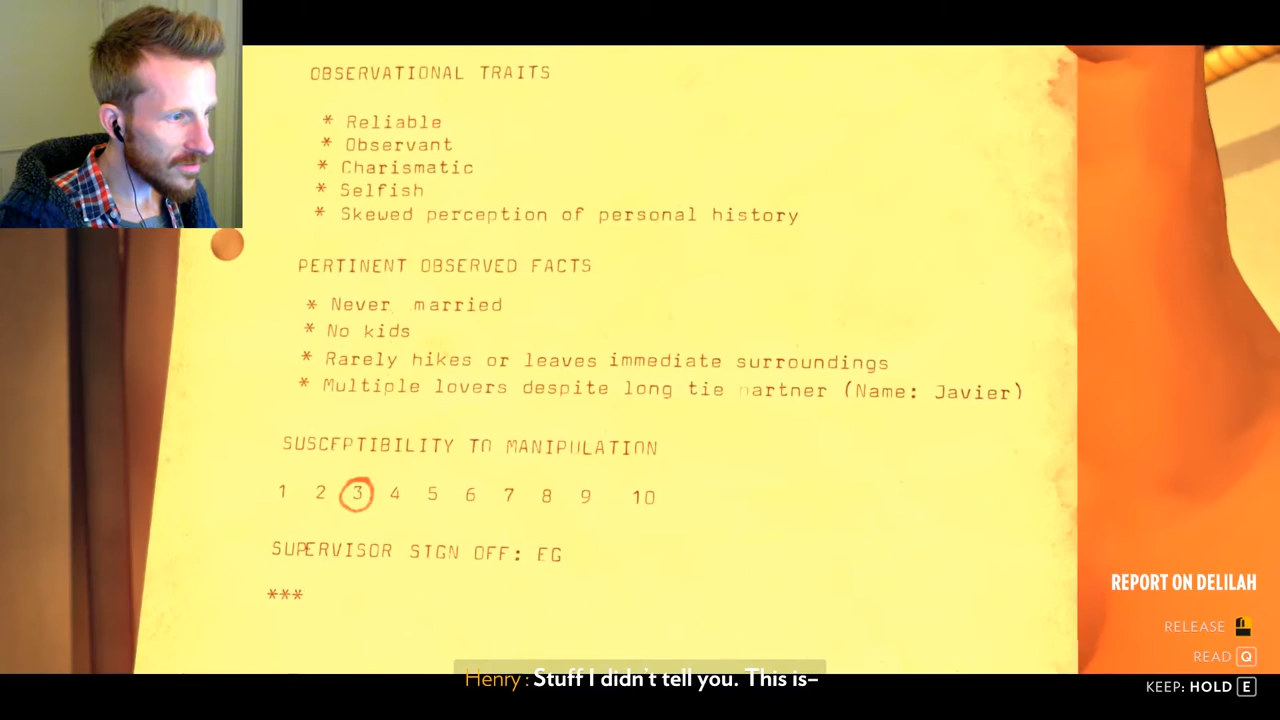 OBSERVATIONAL TRAITS
* Reliable
* Observant
* Charismatic
* Selfish
* Skewed perception of personal history
PERTINENT OBSERVED FACTS
* Never married
* No kids
* Rarely hikes or leaves immediate surroundings
* Multiple lovers despite long tie partner (Name: Javier)
SUSCEPTIBILITY TO MANIPULATION
1 2 3 4 5 6 7 8 9 10
SUPERVISOR SIGN OFF: EG
***
REPORT ON DELILAH
RELEASE
READ Q
KEEP: HOLD E
Henry: Stuff I didn't tell you. This is–